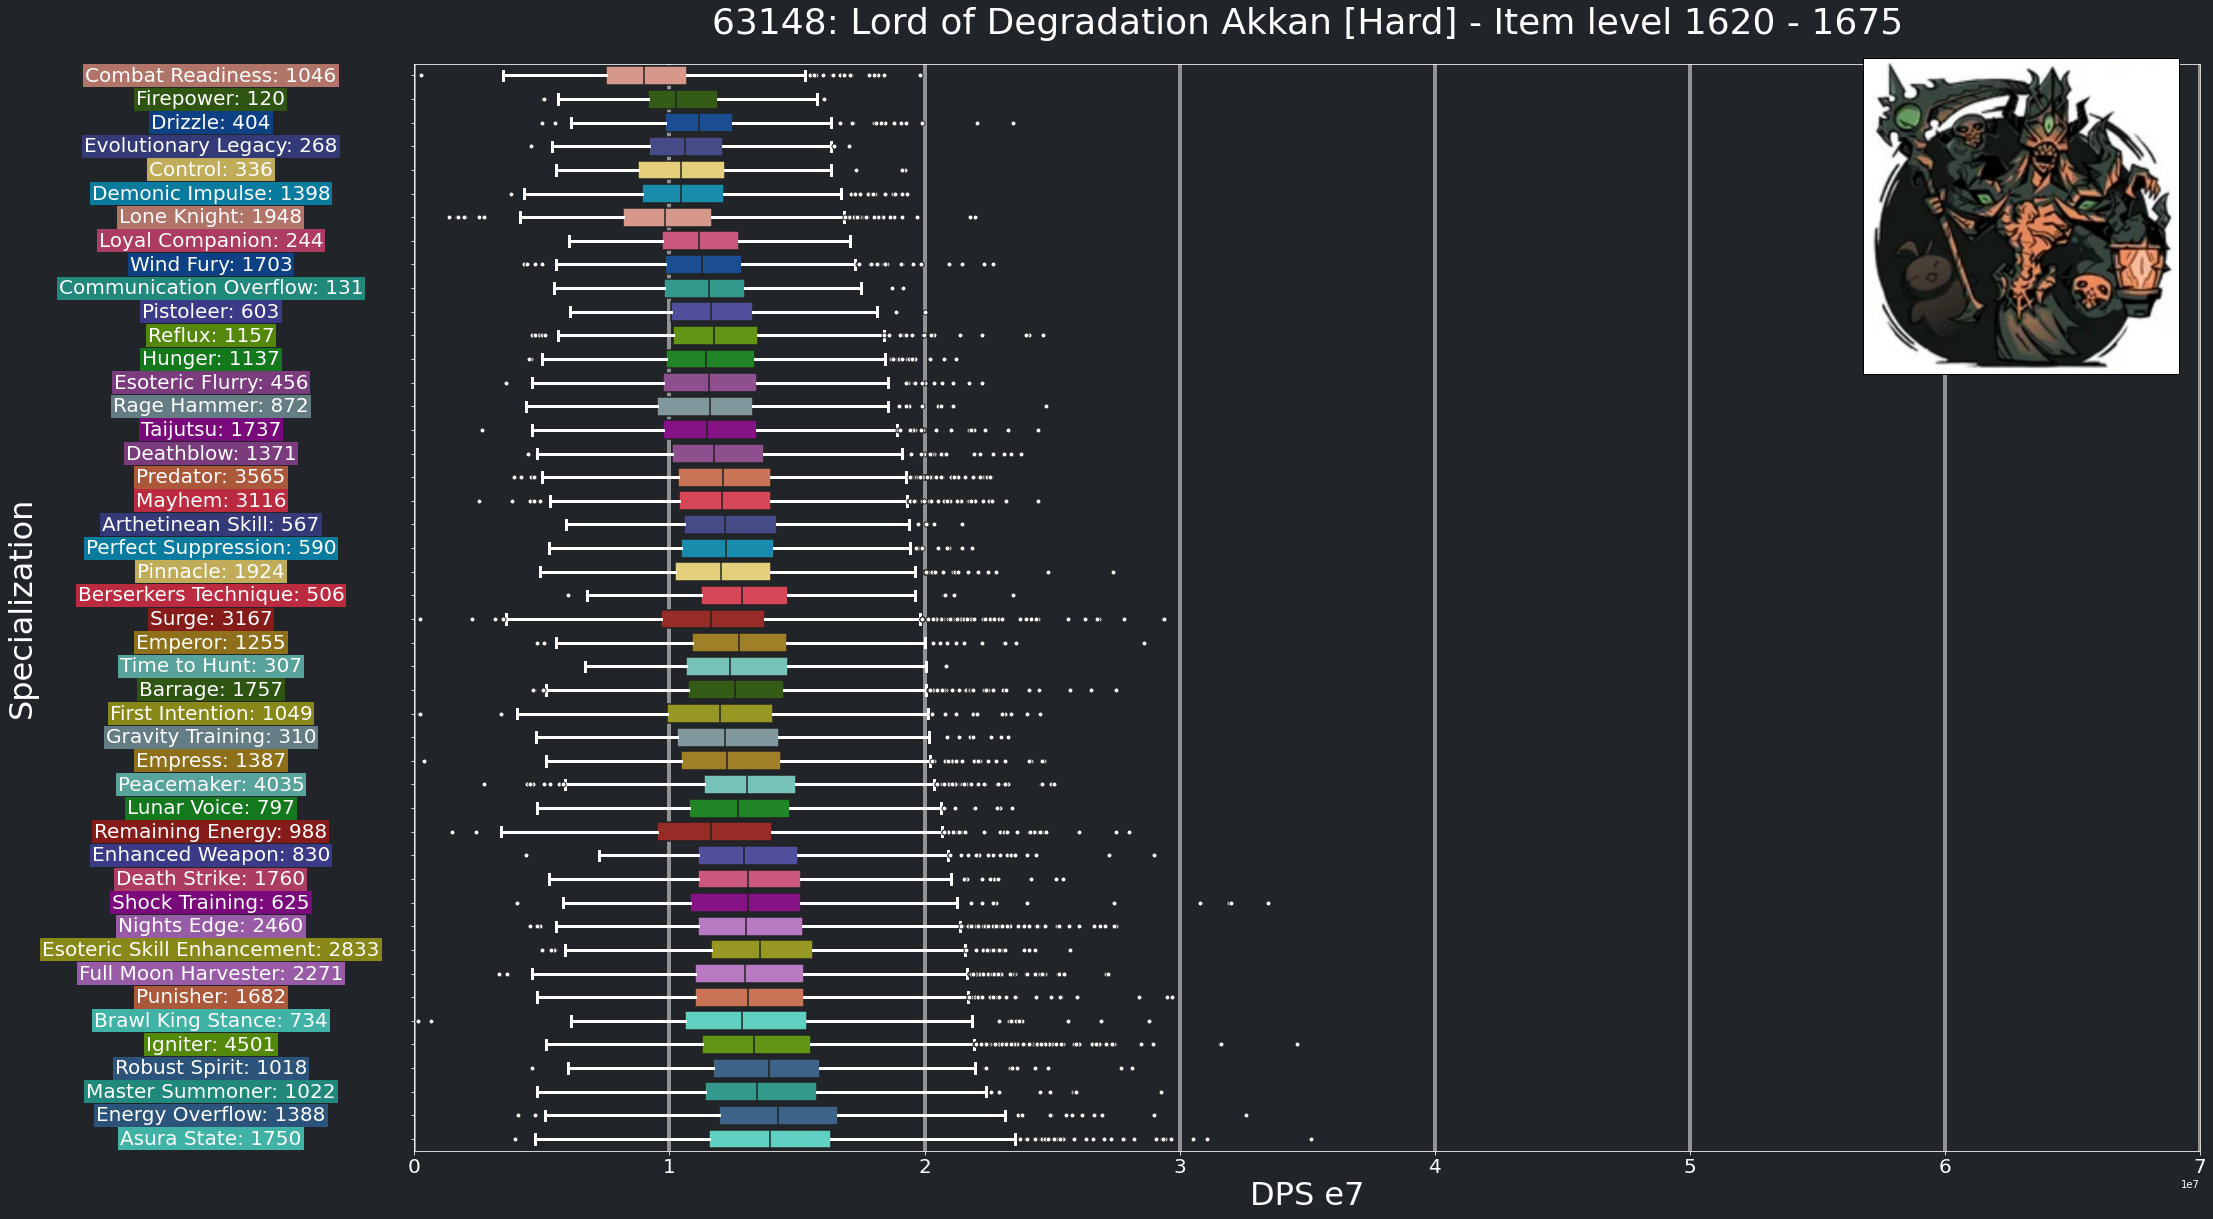 63148: Lord of Degradation Akkan [Hard] - Item level 1620 - 1675
Specialization
Combat Readiness: 1046
Firepower: 120
Drizzle: 404
Evolutionary Legacy: 268
Control: 336
Demonic Impulse: 1398
Lone Knight: 1948
Loyal Companion: 244
Wind Fury: 1703
Communication Overflow: 131
Pistoleer: 603
Reflux: 1157
Hunger: 1137
Esoteric Flurry: 456
Rage Hammer: 872
Taijutsu: 1737
Deathblow: 1371
Predator: 3565
Mayhem: 3116
Arthetinean Skill: 567
Perfect Suppression: 590
Pinnacle: 1924
Berserkers Technique: 506
Surge: 3167
Emperor: 1255
Time to Hunt: 307
Barrage: 1757
First Intention: 1049
Gravity Training: 310
Empress: 1387
Peacemaker: 4035
Lunar Voice: 797
Remaining Energy: 988
Enhanced Weapon: 830
Death Strike: 1760
Shock Training: 625
Nights Edge: 2460
Esoteric Skill Enhancement: 2833
Full Moon Harvester: 2271
Punisher: 1682
Brawl King Stance: 734
Igniter: 4501
Robust Spirit: 1018
Master Summoner: 1022
Energy Overflow: 1388
Asura State: 1750
0 1 2 3 4 5 6 7
1e7
DPS e7